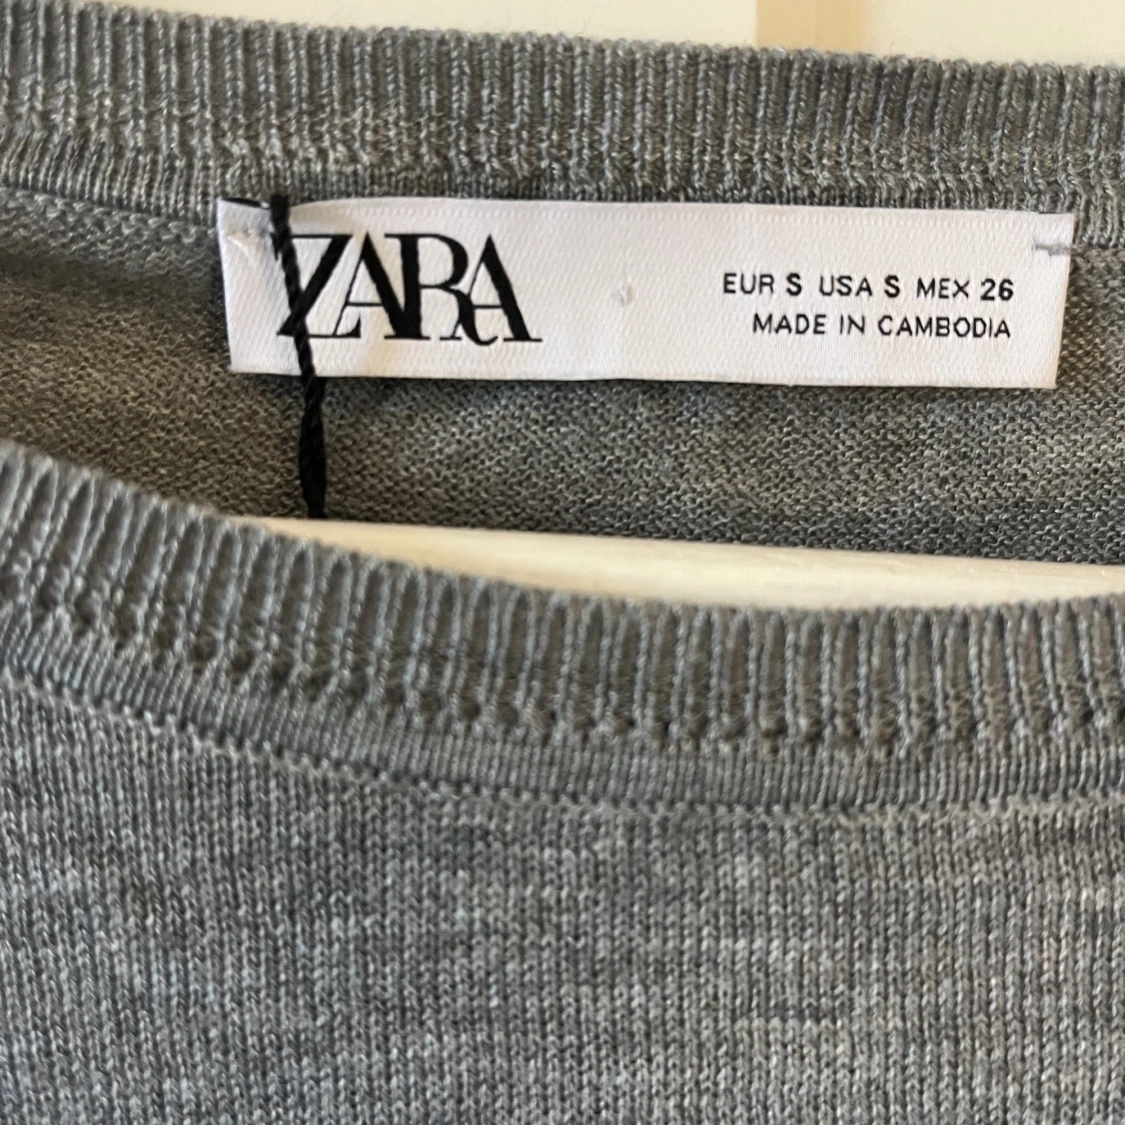 ZARA
EUR S USA S MEX 26
MADE IN CAMBODIA